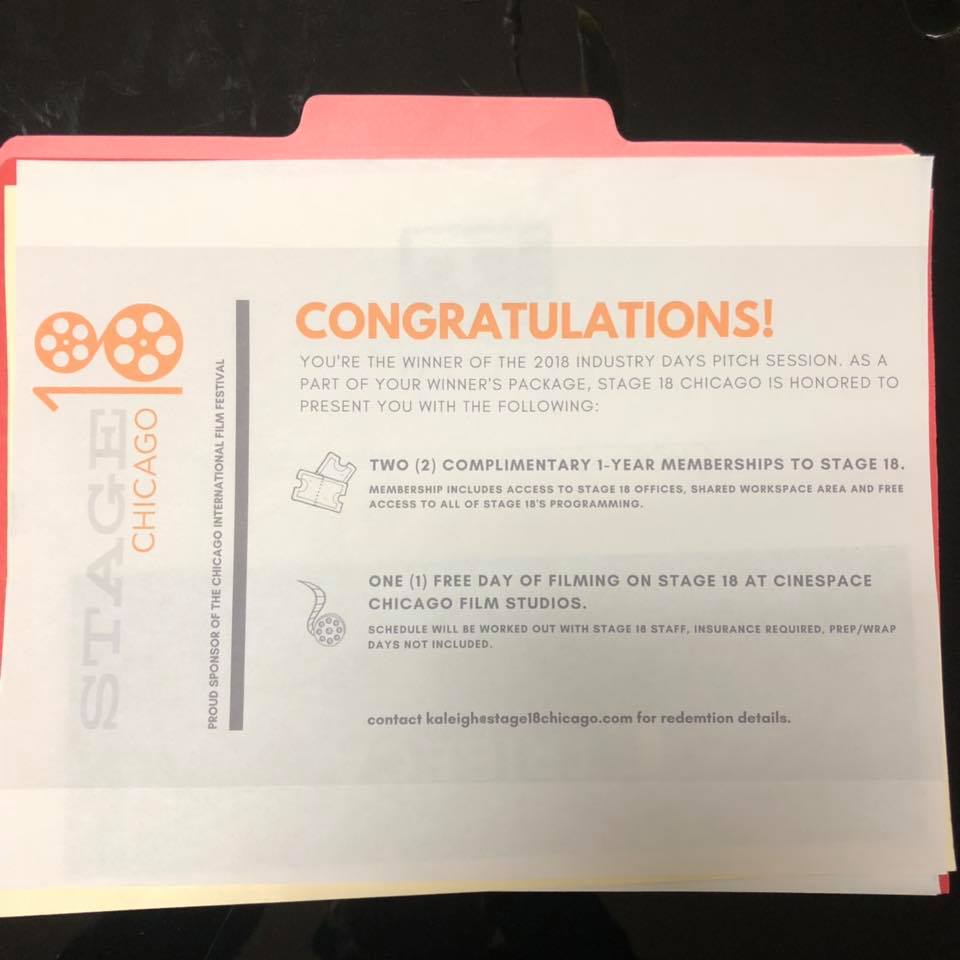 18
STAGE
CHICAGO
PROUD SPONSOR OF THE CHICAGO INTERNATIONAL FILM FESTIVAL
CONGRATULATIONS!
YOU'RE THE WINNER OF THE 2018 INDUSTRY DAYS PITCH SESSION. AS A
PART OF YOUR WINNER'S PACKAGE, STAGE 18 CHICAGO IS HONORED TO
PRESENT YOU WITH THE FOLLOWING:
TWO (2) COMPLIMENTARY 1-YEAR MEMBERSHIPS TO STAGE 18.
MEMBERSHIP INCLUDES ACCESS TO STAGE 18 OFFICES, SHARED WORKSPACE AREA AND FREE
ACCESS TO ALL OF STAGE 18'S PROGRAMMING.
ONE (1) FREE DAY OF FILMING ON STAGE 18 AT CINESPACE
CHICAGO FILM STUDIOS.
SCHEDULE WILL BE WORKED OUT WITH STAGE 18 STAFF, INSURANCE REQUIRED, PREP/WRAP
DAYS NOT INCLUDED.
contact kaleigh@stage18chicago.com for redemtion details.